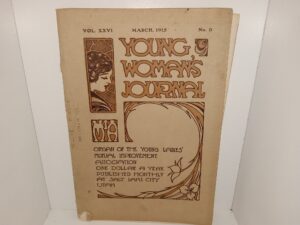 VOL. XXVI MARCH, 1915 No. 3
YOUNG
WOMAN'S
JOURNAL
MIA
ORGAN OF THE YOUNG LADIES'
MUTUAL IMPROVEMENT
ASSOCIATION
ONE DOLLAR A YEAR
PUBLISHED MONTHLY
AT SALT LAKE CITY
UTAH